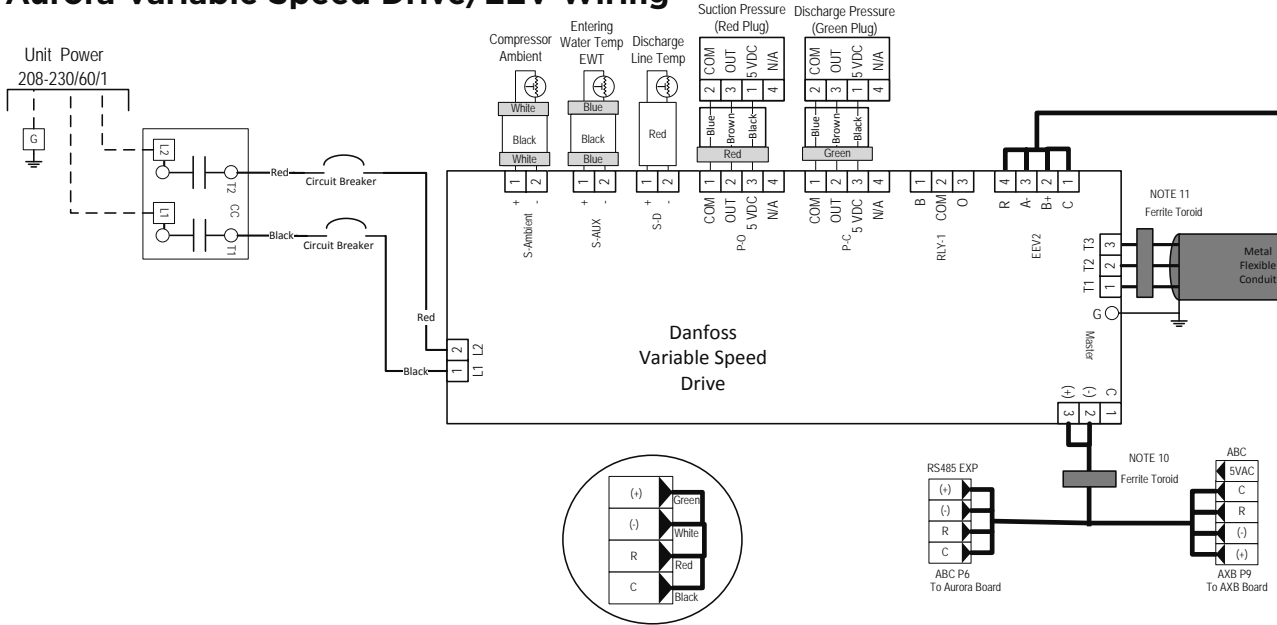 Aurora Variable Speed Drive/EEV Wiring
Unit Power
208-230/60/1
G
L2
L1
T2
CC
T1
Red
Circuit Breaker
Black
Circuit Breaker
Red
Black
2
1
L2
L1
Compressor
Ambient
White
Black
White
1
2
+
-
S-Ambient
Entering
Water Temp
EWT
Blue
Black
Blue
1
2
+
-
S-AUX
Discharge
Line Temp
Red
1
2
+
-
S-D
Suction Pressure
(Red Plug)
COM
OUT
5 VDC
N/A
2
3
1
4
Blue
Brown
Black
Red
1
2
3
4
COM
OUT
5 VDC
N/A
P-O
Discharge Pressure
(Green Plug)
COM
OUT
5 VDC
N/A
2
3
1
4
Blue
Brown
Black
Green
1
2
3
4
COM
OUT
5 VDC
N/A
P-C
1
2
3
B
COM
O
RLY-1
4
3
2
1
R
A-
B+
C
EEV2
NOTE 11
Ferrite Toroid
T3
T2
T1
3
2
1
Metal
Flexible
Conduit
G
Master
Danfoss
Variable Speed
Drive
(+)
(-)
C
3
2
1
NOTE 10
Ferrite Toroid
RS485 EXP
(+)
(-)
R
C
ABC P6
To Aurora Board
ABC
5VAC
C
R
(-)
(+)
AXB P9
To AXB Board
(+)
Green
(-)
White
R
Red
C
Black